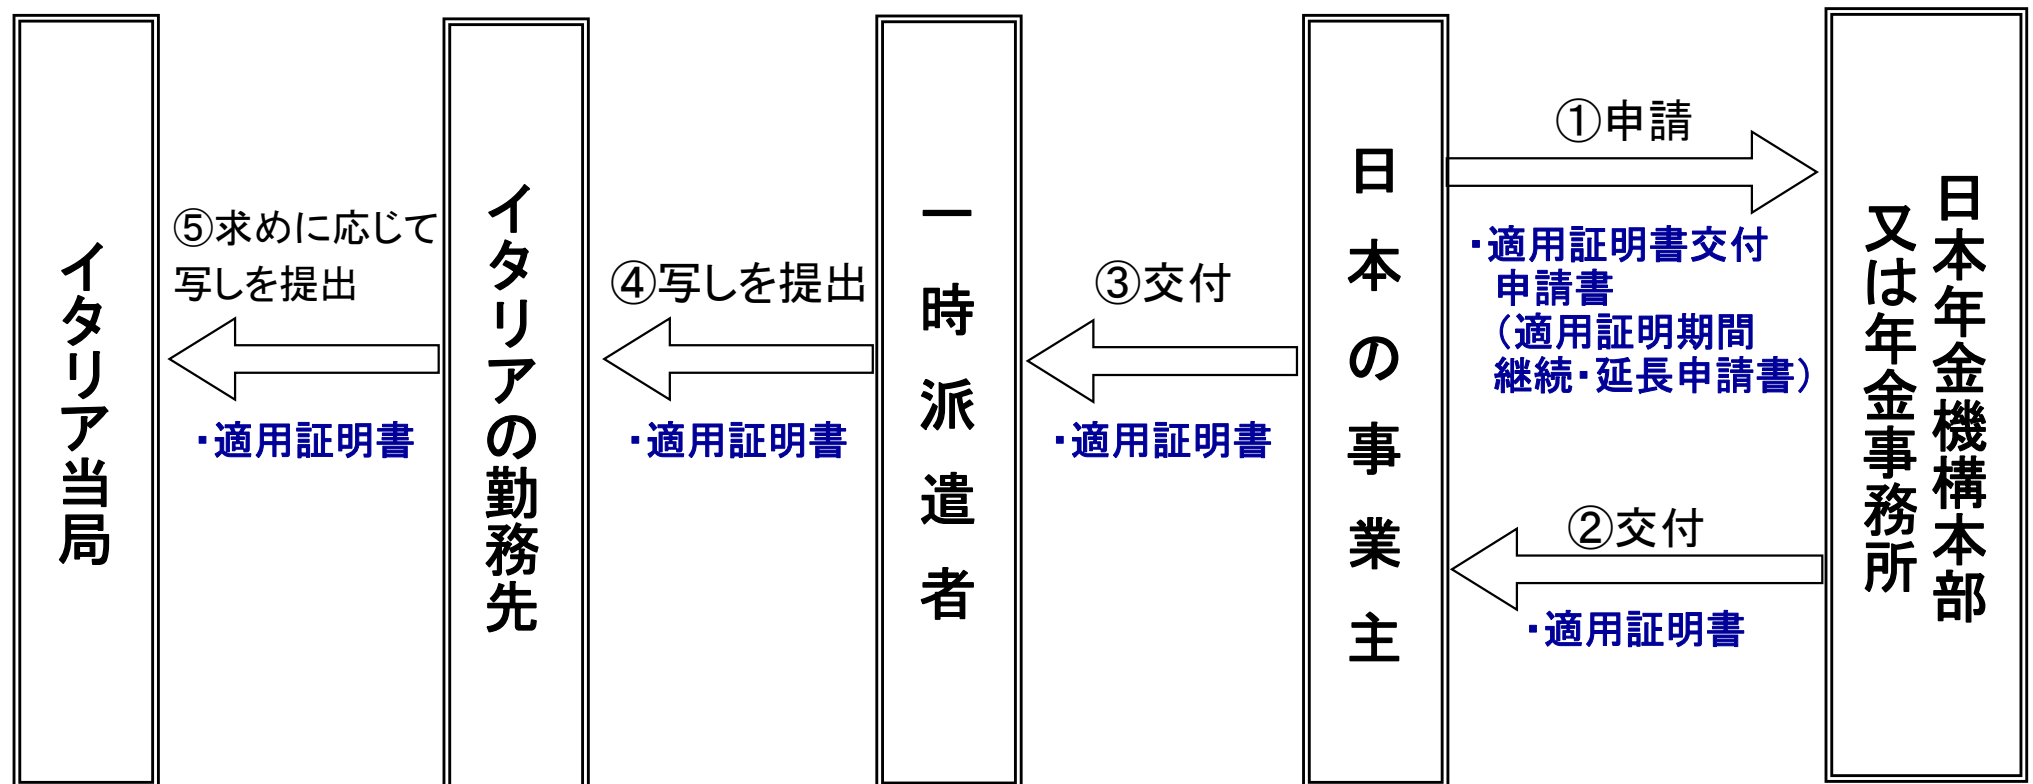 イタリア当局
⑤求めに応じて
写しを提出
・適用証明書
イタリアの勤務先
④写しを提出
・適用証明書
一時派遣者
③交付
・適用証明書
日本の事業主
①申請
・適用証明書交付
申請書
（適用証明期間
継続・延長申請書）
②交付
・適用証明書
日本年金機構本部
又は年金事務所